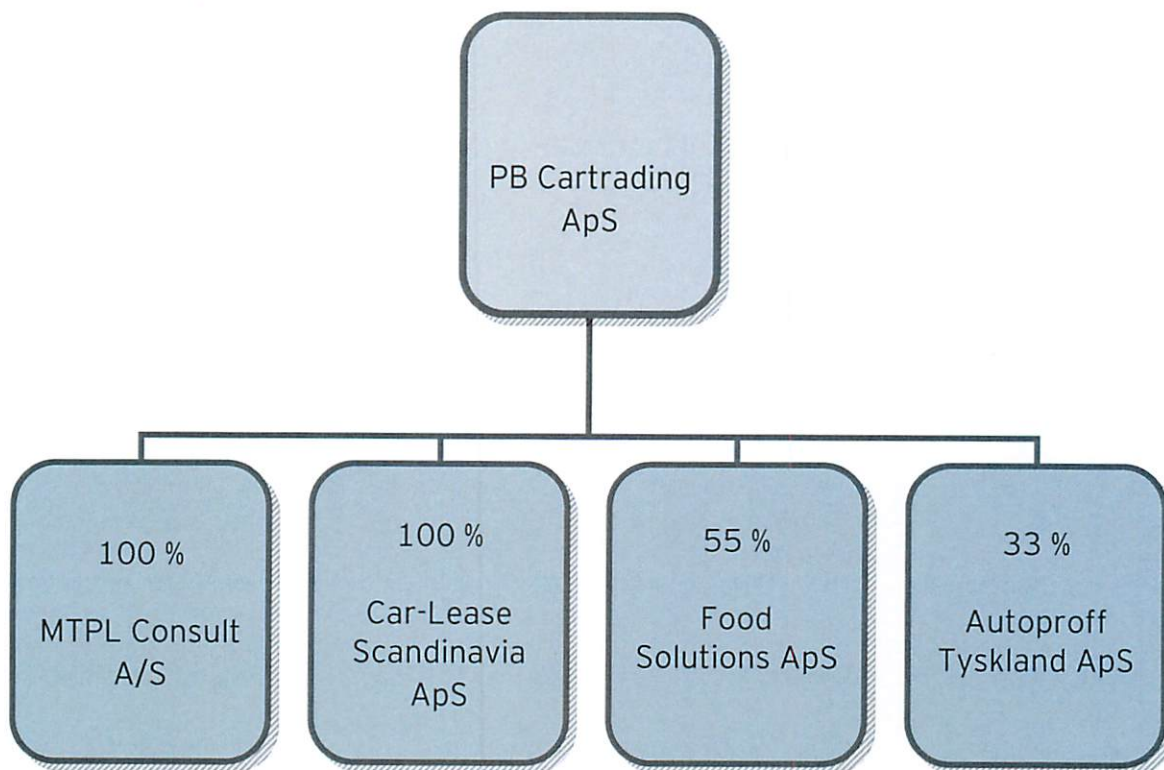 PB Cartrading
ApS
100 %
MTPL Consult
A/S
100 %
Car-Lease
Scandinavia
ApS
55 %
Food
Solutions ApS
33 %
Autoproff
Tyskland ApS